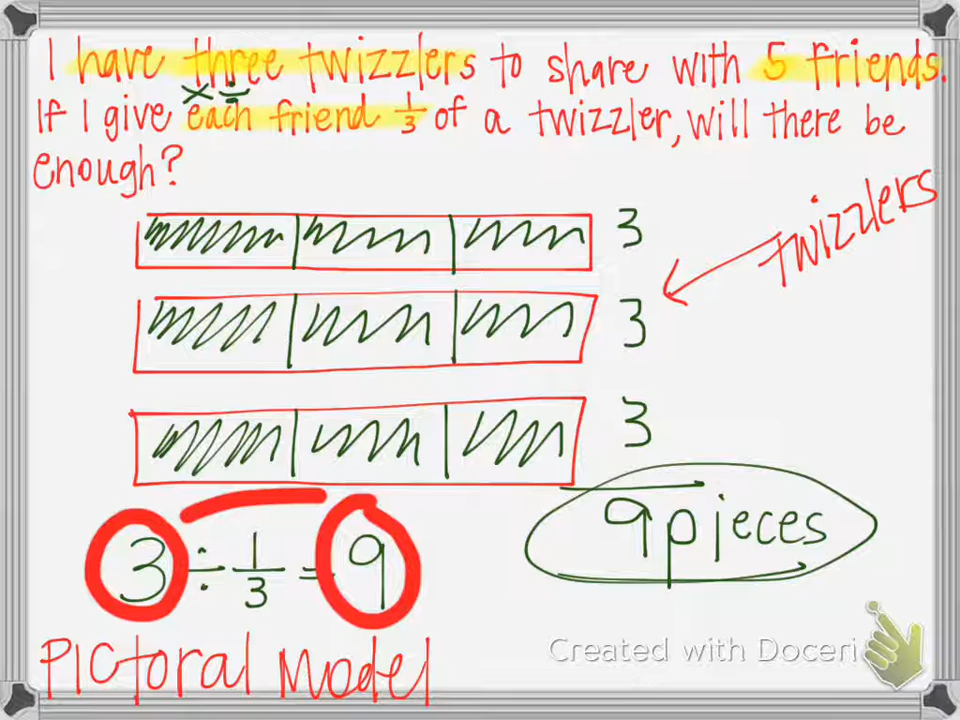 I have three twizzlers to share with 5 friends.
× ÷
If I give each friend 1/3 of a twizzler, will there be
enough?
3
twizzlers
3
3
9 pieces
3 ÷ 1/3 = 9
Pictoral Model
Created with Doceri